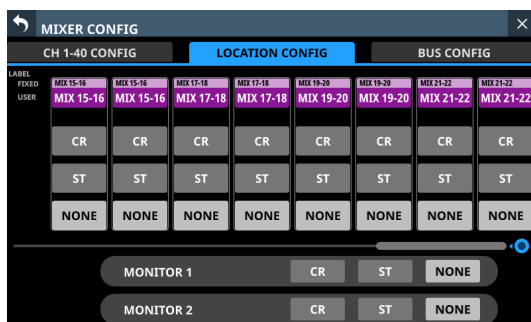 MIXER CONFIG
CH 1-40 CONFIG LOCATION CONFIG BUS CONFIG
LABEL
FIXED MIX 15-16 MIX 15-16 MIX 17-18 MIX 17-18 MIX 19-20 MIX 19-20 MIX 21-22 MIX 21-22
USER MIX 15-16 MIX 15-16 MIX 17-18 MIX 17-18 MIX 19-20 MIX 19-20 MIX 21-22 MIX 21-22
CR CR CR CR CR CR CR CR
ST ST ST ST ST ST ST ST
NONE NONE NONE NONE NONE NONE NONE NONE
MONITOR 1 CR ST NONE
MONITOR 2 CR ST NONE